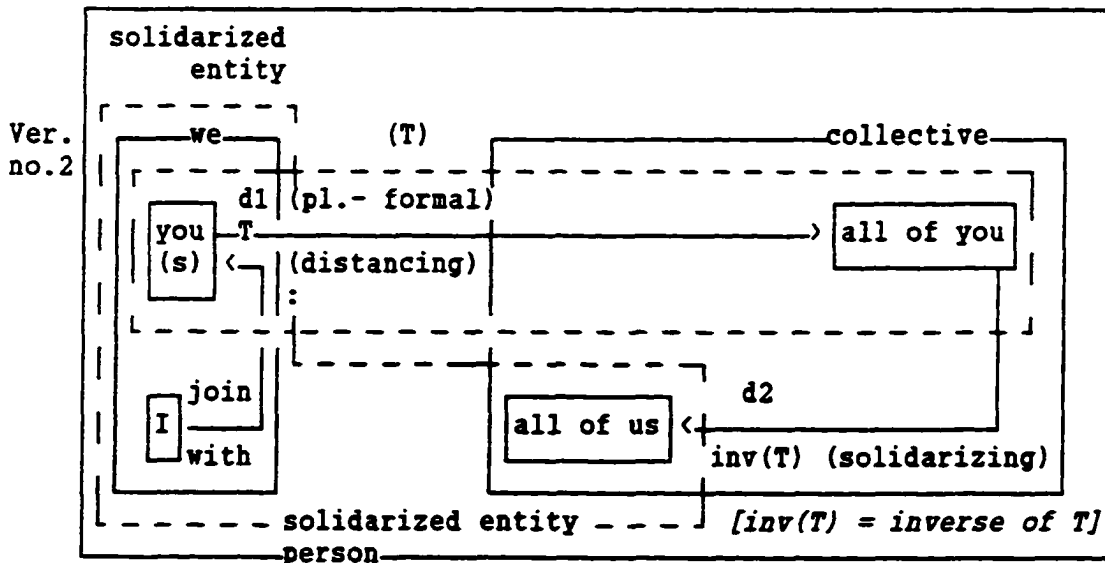 solidarized
entity
Ver.
no.2
we (T) collective
d1 (pl.- formal)
you T > all of you
(s) < (distancing)
:
join d2
I all of us <
with inv(T) (solidarizing)
solidarized entity [inv(T) = inverse of T]
person